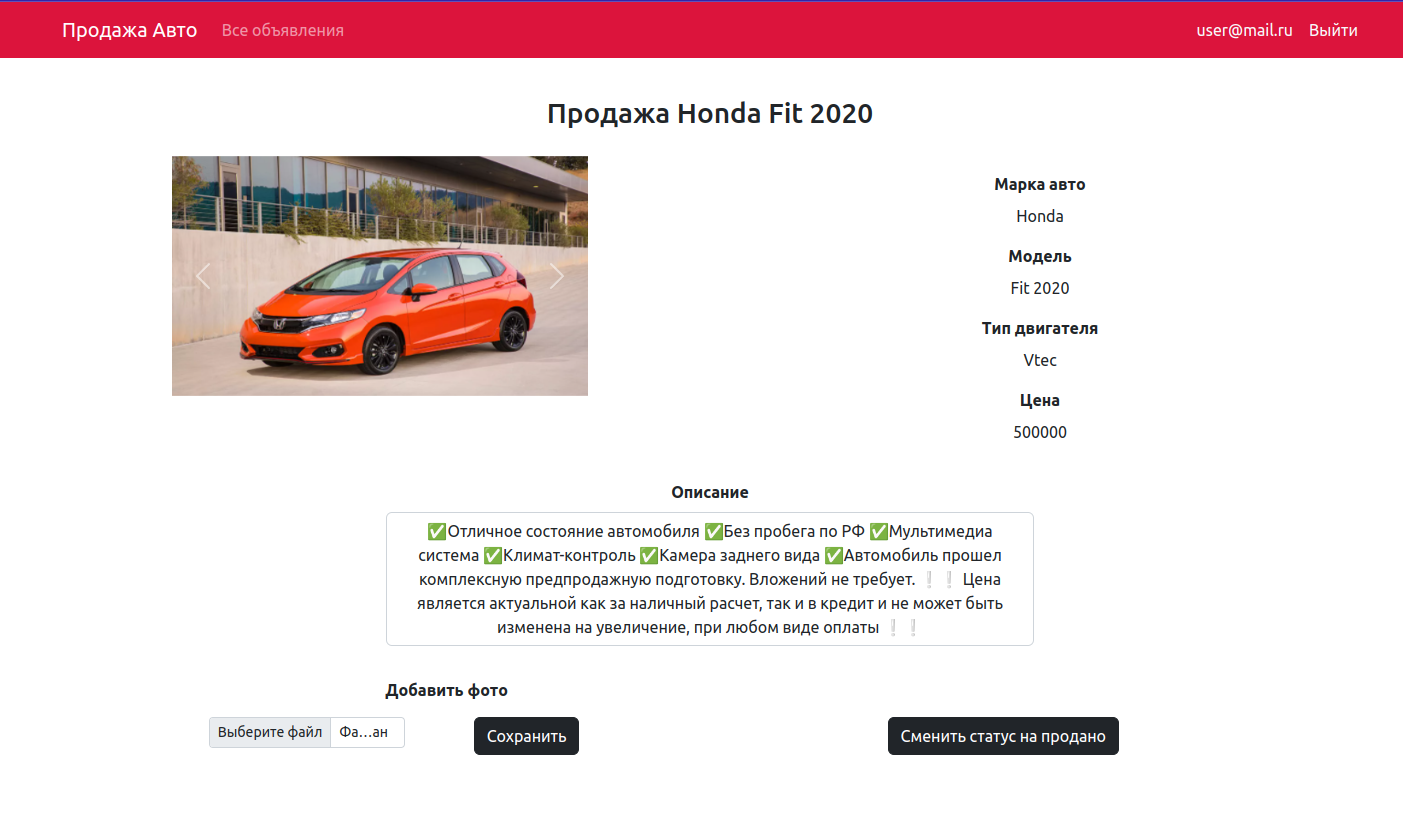 Продажа Авто Все объявления user@mail.ru Выйти
Продажа Honda Fit 2020
Марка авто
Honda
Модель
Fit 2020
Тип двигателя
Vtec
Цена
500000
Описание
✅Отличное состояние автомобиля ✅Без пробега по РФ ✅Мультимедиа
система ✅Климат-контроль ✅Камера заднего вида ✅Автомобиль прошел
комплексную предпродажную подготовку. Вложений не требует. ❕❕ Цена
является актуальной как за наличный расчет, так и в кредит и не может быть
изменена на увеличение, при любом виде оплаты ❕❕
Добавить фото
Выберите файл Фа…ан Сохранить Сменить статус на продано